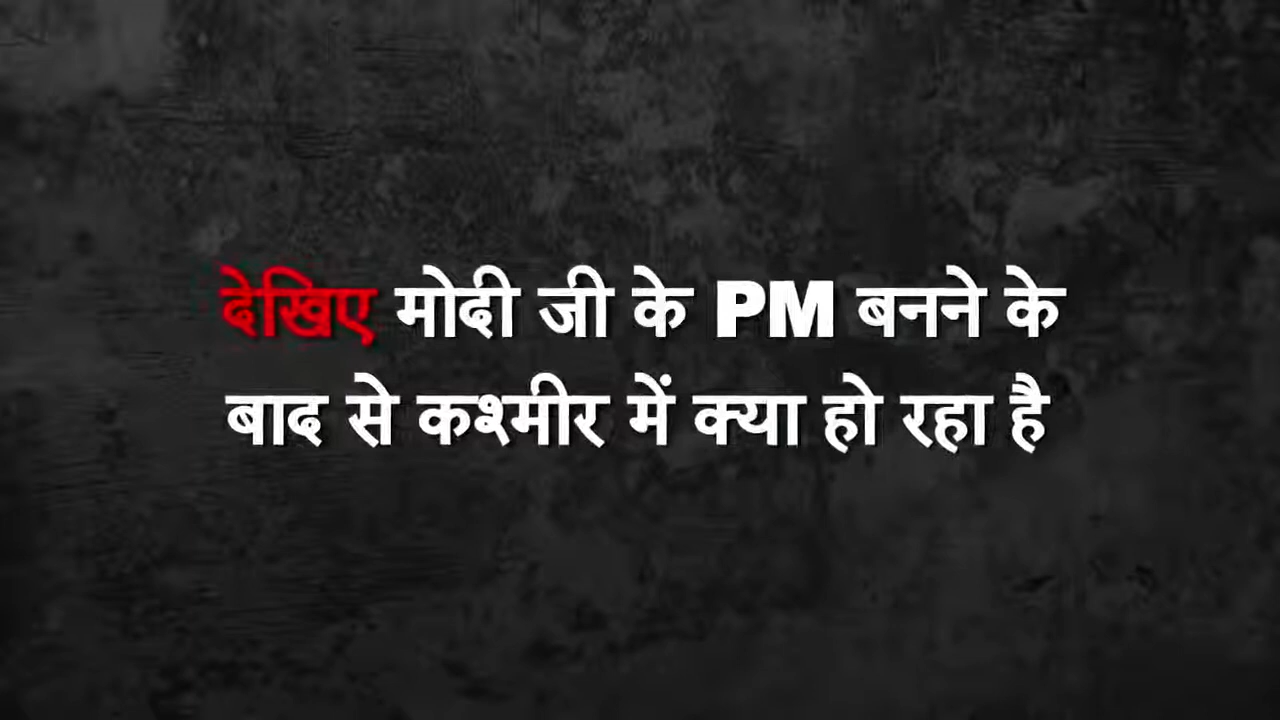 देखिए मोदी जी के PM बनने के
बाद से कश्मीर में क्या हो रहा है